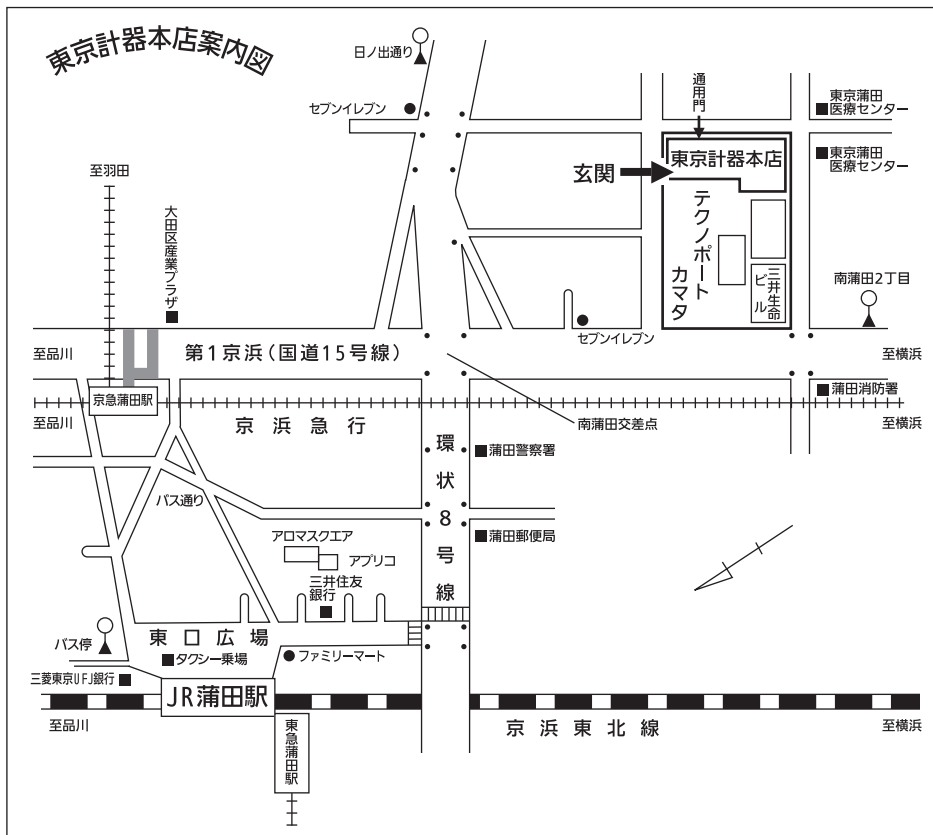 東京計器本店案内図
日ノ出通り
セブンイレブン
通用門
東京蒲田
医療センター
東京計器本店
玄関
東京蒲田
医療センター
至羽田
大田区産業プラザ
テクノポート
カマタ
三井生命
ビル
南蒲田2丁目
セブンイレブン
至品川
第1京浜(国道15号線)
至横浜
京急蒲田駅
蒲田消防署
至品川
京浜急行
南蒲田交差点
至横浜
環状8号線
蒲田警察署
バス通り
アロマスクエア
アプリコ
蒲田郵便局
三井住友
銀行
バス停
東口広場
タクシー乗場
ファミリーマート
三菱東京UFJ銀行
JR蒲田駅
至品川
東急蒲田駅
京浜東北線
至横浜